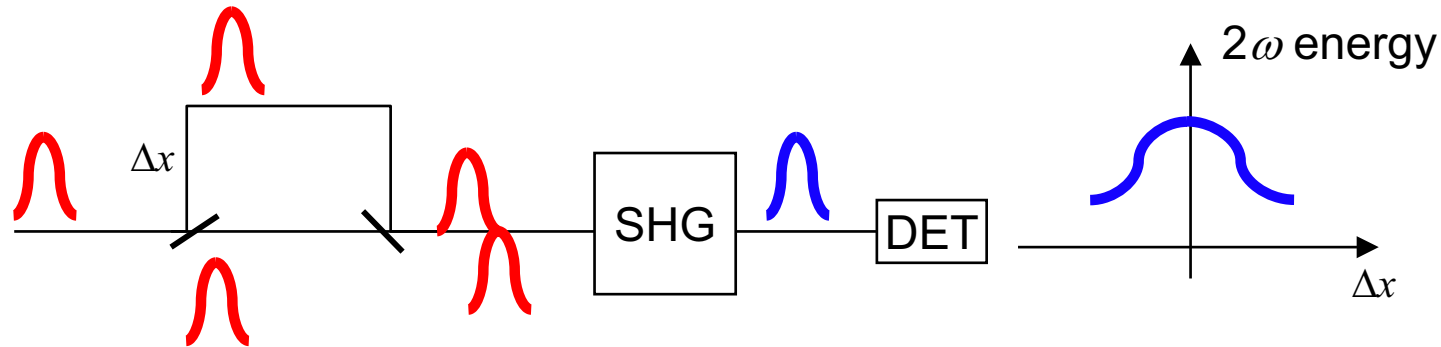 2ω energy
Δx
SHG
DET
Δx